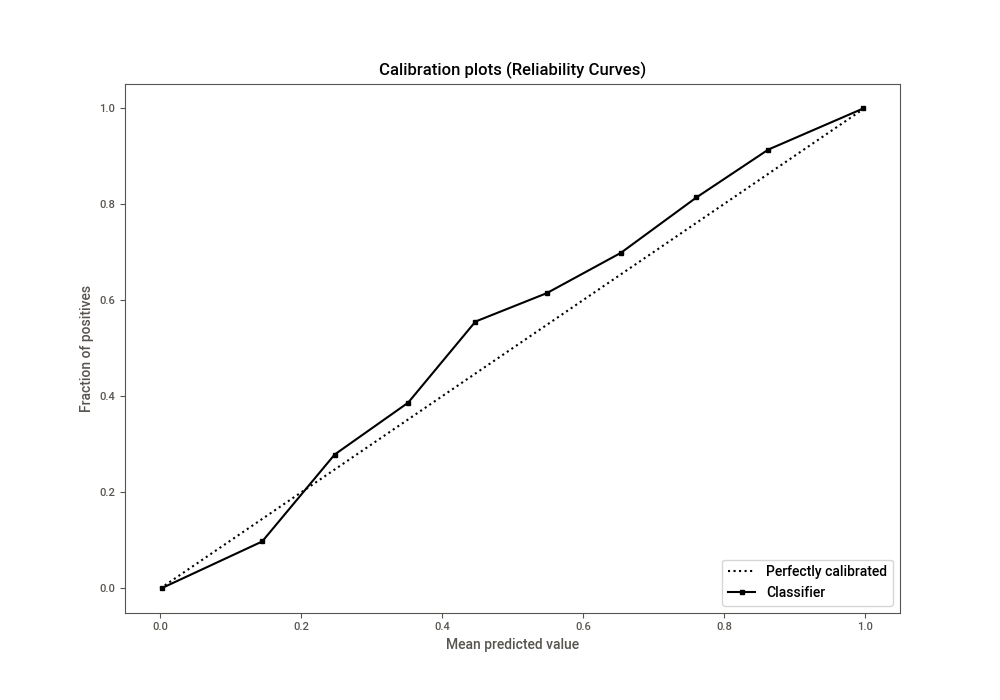 Calibration plots (Reliability Curves)
Fraction of positives
1.0
0.8
0.6
0.4
0.2
0.0
0.0 0.2 0.4 0.6 0.8 1.0
Mean predicted value
Perfectly calibrated
Classifier